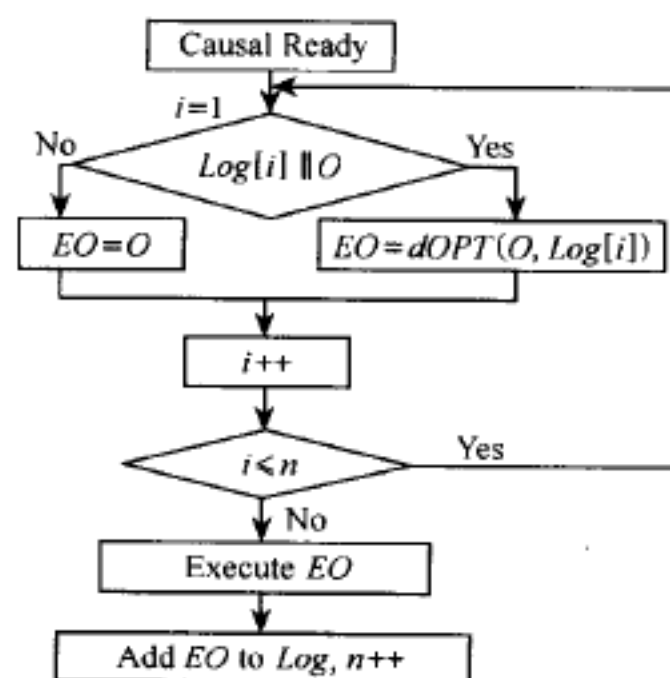 Causal Ready
i=1
No
Log[i] ∥ O
Yes
EO=O
EO=dOPT(O, Log[i])
i++
i≤n
Yes
No
Execute EO
Add EO to Log, n++